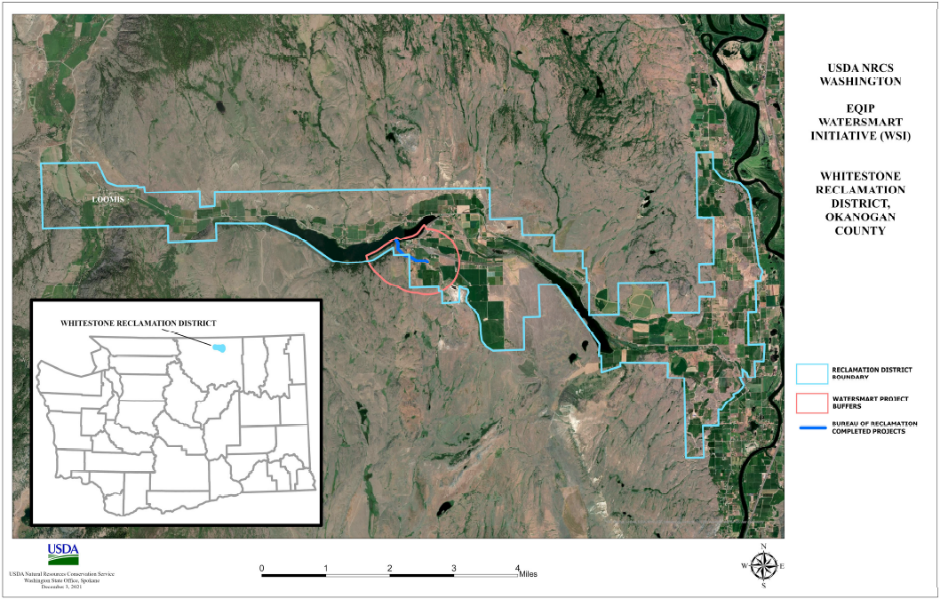 USDA NRCS
WASHINGTON
EQIP
WATERSMART
INITIATIVE (WSI)
WHITESTONE
RECLAMATION
DISTRICT,
OKANOGAN
COUNTY
LOOMIS
WHITESTONE RECLAMATION DISTRICT
RECLAMATION DISTRICT
BOUNDARY
WATERSMART PROJECT
BUFFERS
BUREAU OF RECLAMATION
COMPLETED PROJECTS
USDA
USDA Natural Resources Conservation Service
Washington State Office, Spokane
December 3, 2021
0 1 2 3 4
Miles
N
W E
S